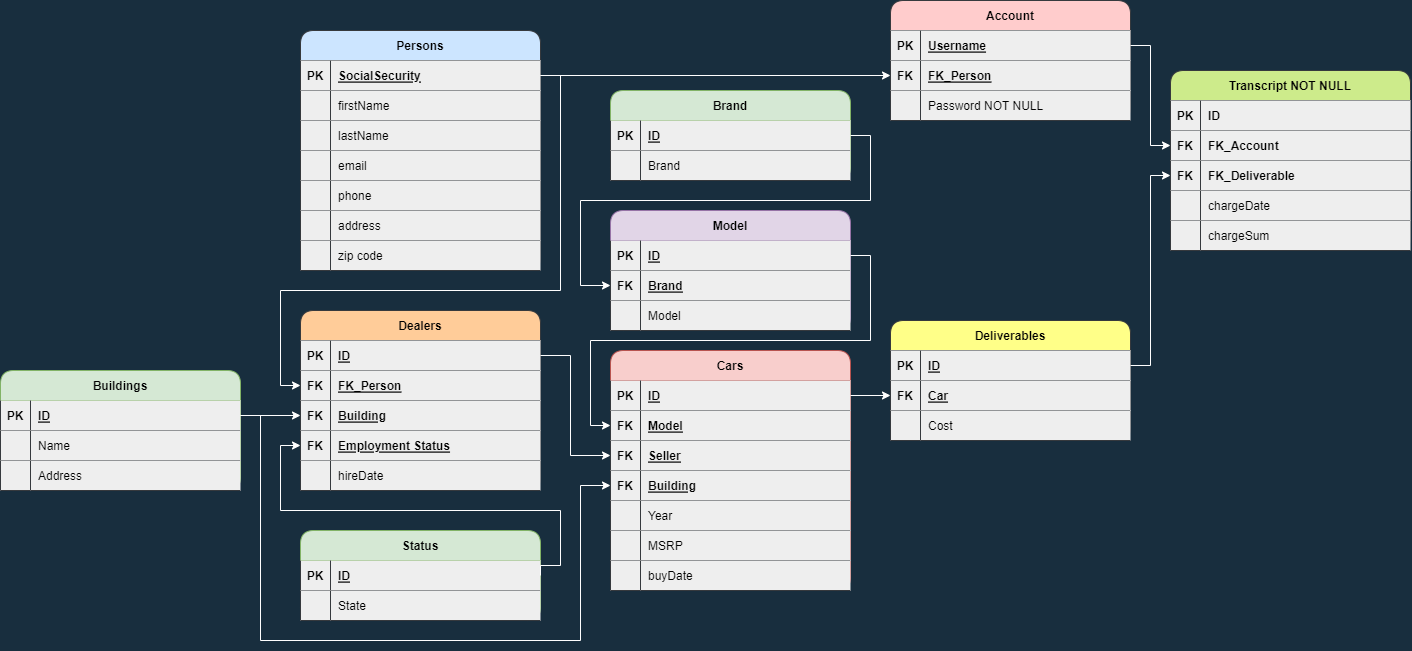 Persons
PK SocialSecurity
firstName
lastName
email
phone
address
zip code
Account
PK Username
FK FK_Person
Password NOT NULL
Transcript NOT NULL
PK ID
FK FK_Account
FK FK_Deliverable
chargeDate
chargeSum
Brand
PK ID
Brand
Model
PK ID
FK Brand
Model
Dealers
PK ID
FK FK_Person
FK Building
FK Employment Status
hireDate
Buildings
PK ID
Name
Address
Status
PK ID
State
Cars
PK ID
FK Model
FK Seller
FK Building
Year
MSRP
buyDate
Deliverables
PK ID
FK Car
Cost